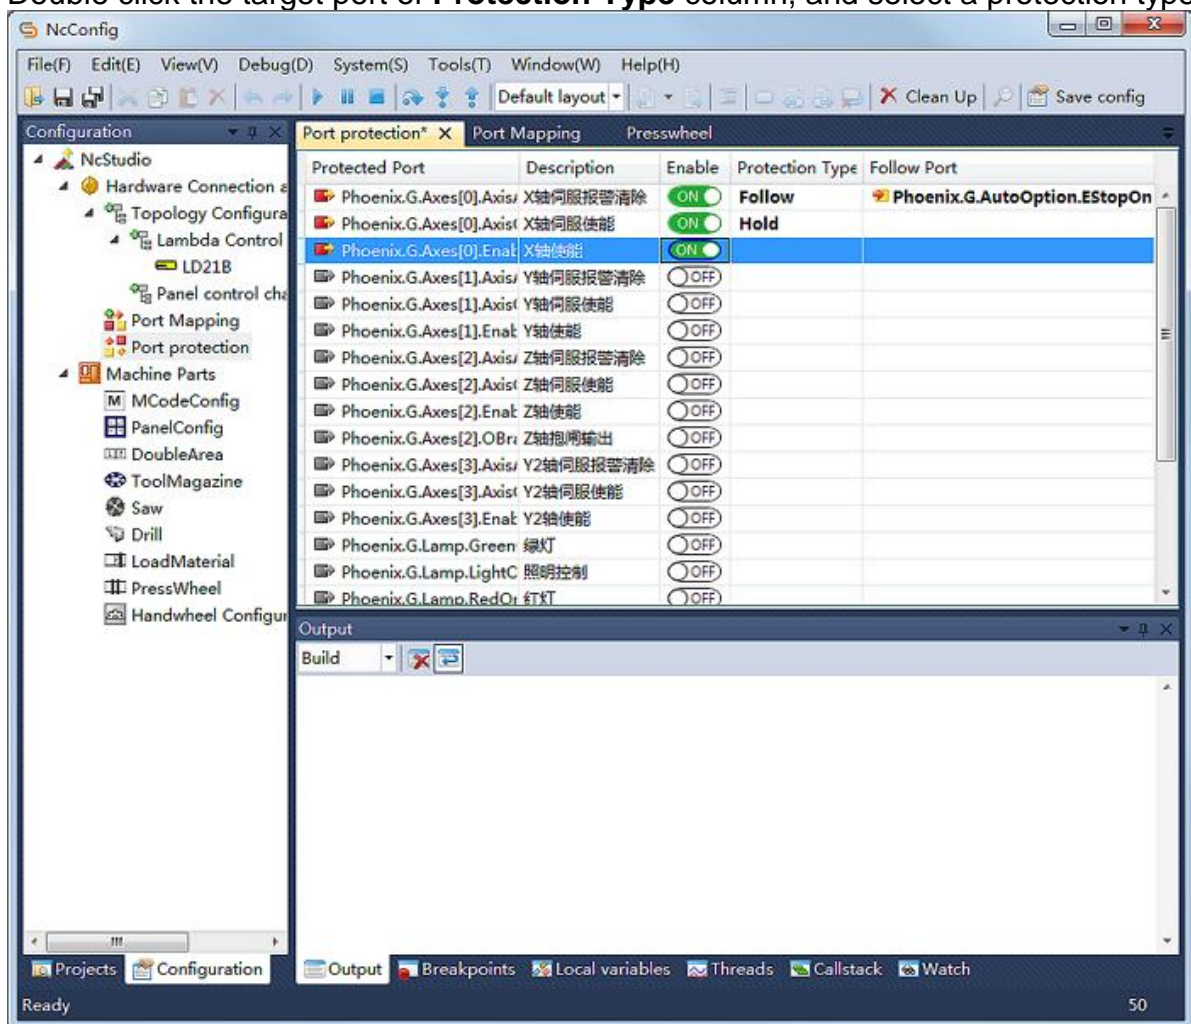 Double click the target port of Protection Type column, and select a protection type
NcConfig
File(F) Edit(E) View(V) Debug(D) System(S) Tools(T) Window(W) Help(H)
Default layout Clean Up Save config
Configuration
Port protection* X Port Mapping Presswheel
NcStudio
Hardware Connection a
Topology Configura
Lambda Control
LD21B
Panel control cha
Port Mapping
Port protection
Machine Parts
MCodeConfig
PanelConfig
DoubleArea
ToolMagazine
Saw
Drill
LoadMaterial
PressWheel
Handwheel Configur
Protected Port Description Enable Protection Type Follow Port
Phoenix.G.Axes[0].Axis X轴伺服报警清除 ON Follow Phoenix.G.AutoOption.EStopOn
Phoenix.G.Axes[0].Axis X轴伺服使能 ON Hold
Phoenix.G.Axes[0].Enab X轴使能 ON
Phoenix.G.Axes[1].Axis Y轴伺服报警清除 OFF
Phoenix.G.Axes[1].Axis Y轴伺服使能 OFF
Phoenix.G.Axes[1].Enab Y轴使能 OFF
Phoenix.G.Axes[2].Axis Z轴伺服报警清除 OFF
Phoenix.G.Axes[2].Axis Z轴伺服使能 OFF
Phoenix.G.Axes[2].Enab Z轴使能 OFF
Phoenix.G.Axes[2].OBra Z轴抱闸输出 OFF
Phoenix.G.Axes[3].Axis Y2轴伺服报警清除 OFF
Phoenix.G.Axes[3].Axis Y2轴伺服使能 OFF
Phoenix.G.Axes[3].Enab Y2轴使能 OFF
Phoenix.G.Lamp.Green 绿灯 OFF
Phoenix.G.Lamp.LightC 照明控制 OFF
Phoenix.G.Lamp.RedOr 红灯 OFF
Output
Build
Projects Configuration Output Breakpoints Local variables Threads Callstack Watch
Ready 50